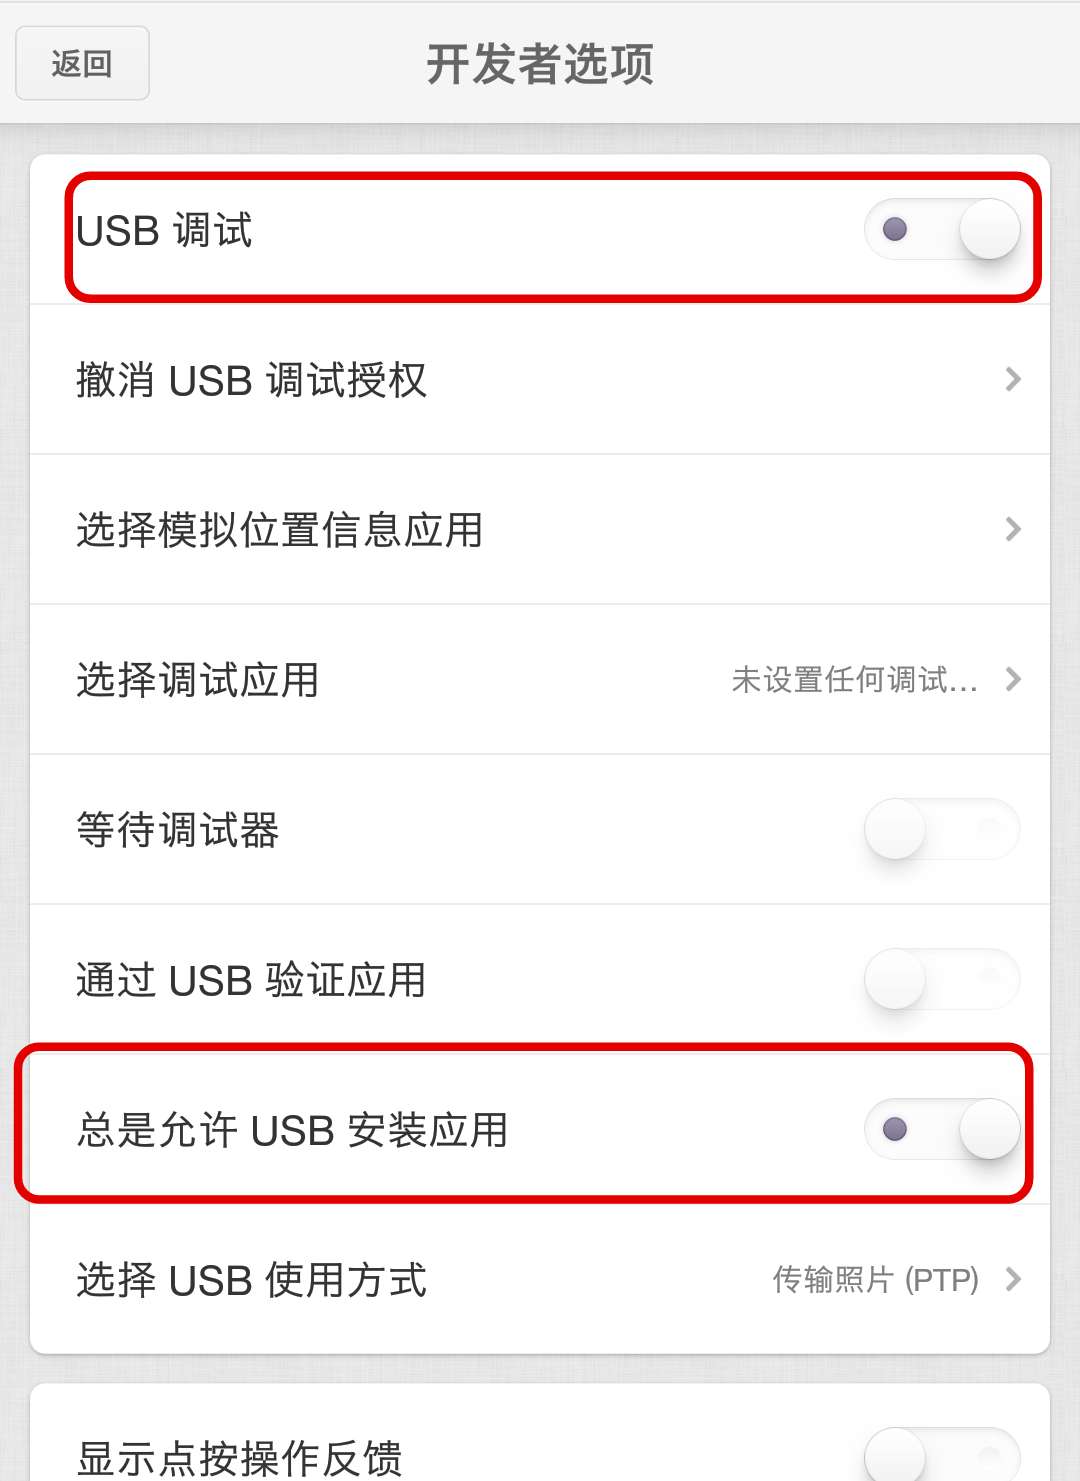 返回
开发者选项
USB 调试
撤消 USB 调试授权
选择模拟位置信息应用
选择调试应用
未设置任何调试...
等待调试器
通过 USB 验证应用
总是允许 USB 安装应用
选择 USB 使用方式
传输照片 (PTP)
显示点按操作反馈